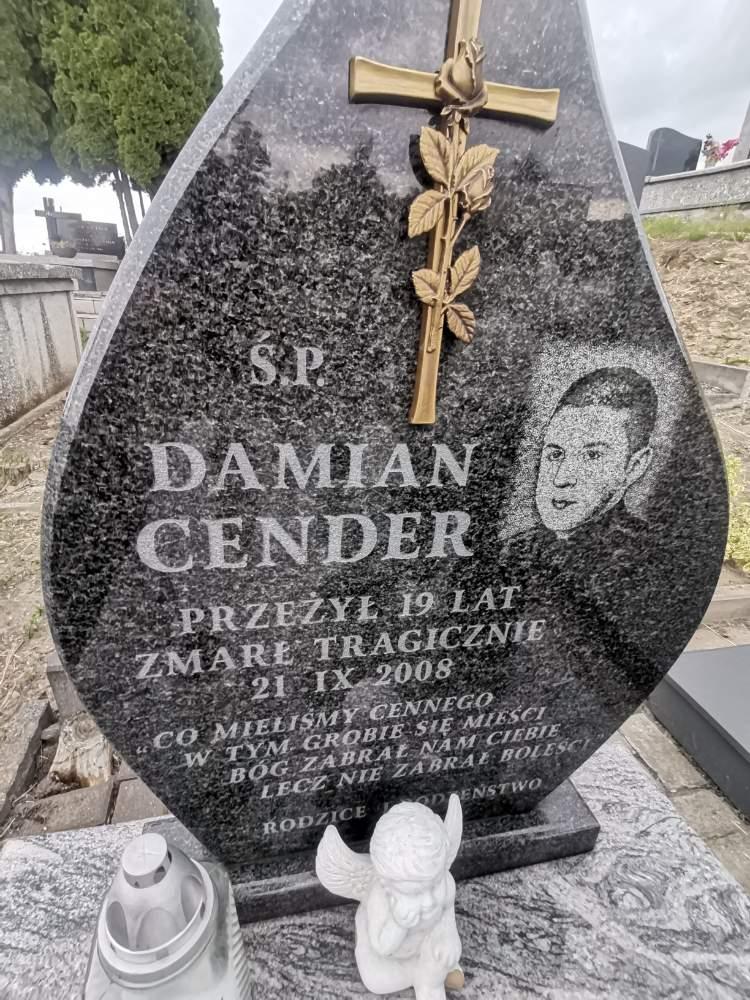 Ś.P.
DAMIAN
CENDER
PRZEŻYŁ 19 LAT
ZMARŁ TRAGICZNIE
21 IX 2008
"CO MIELIŚMY CENNEGO
W TYM GROBIE SIĘ MIEŚCI
BÓG ZABRAŁ NAM CIEBIE
LECZ NIE ZABRAŁ BOLEŚCI
RODZICE I RODZEŃSTWO